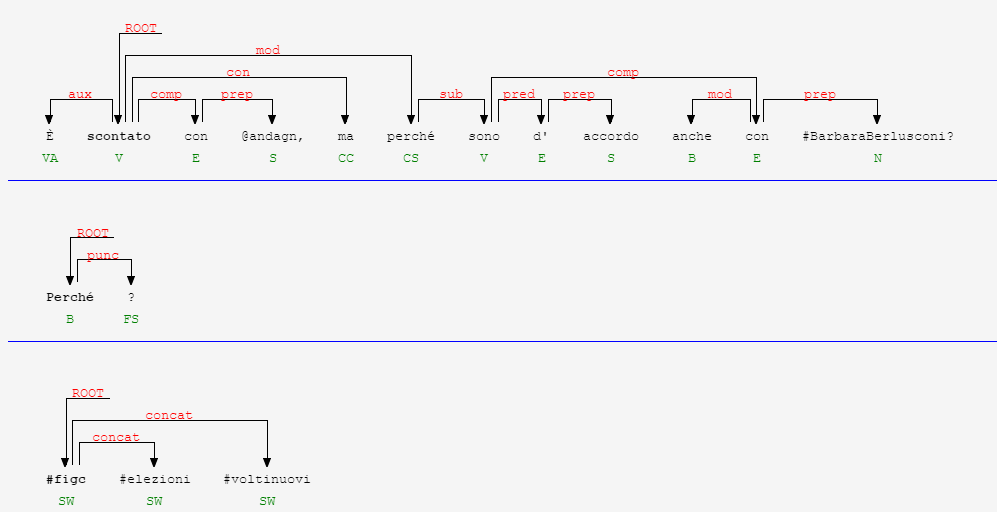 ROOT
mod
con
comp
aux comp prep sub pred prep mod prep
È scontato con @andagn, ma perché sono d' accordo anche con #BarbaraBerlusconi?
VA V E S CC CS V E S B E N
ROOT
punc
Perché ?
B FS
ROOT
concat
concat
#figc #elezioni #voltinuovi
SW SW SW